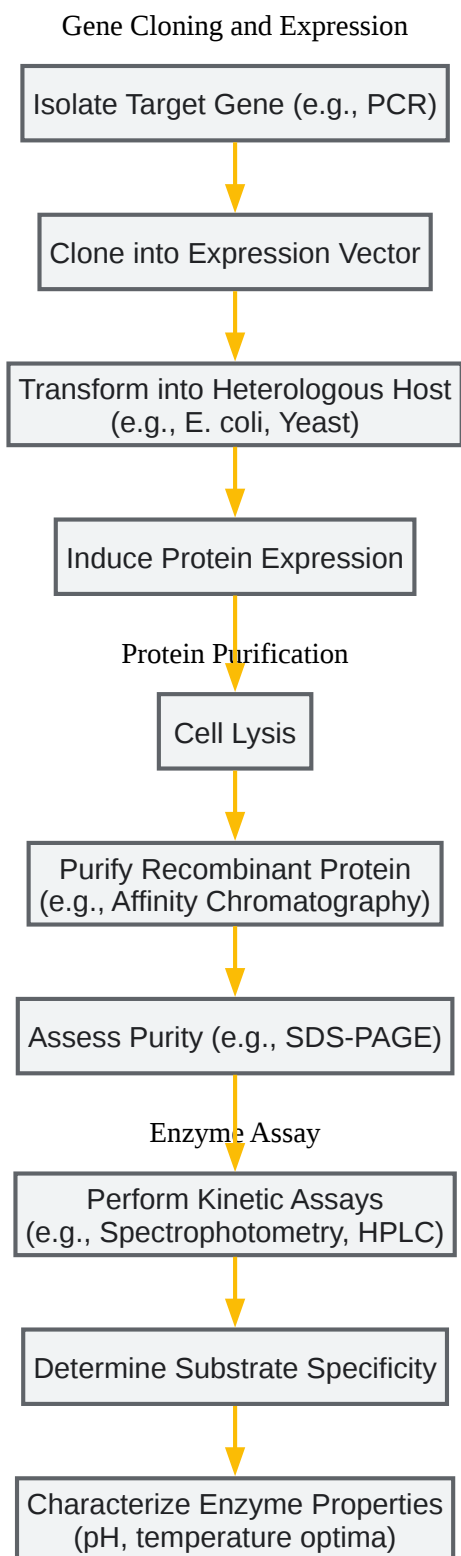 Gene Cloning and Expression
Isolate Target Gene (e.g., PCR)
Clone into Expression Vector
Transform into Heterologous Host
(e.g., E. coli, Yeast)
Induce Protein Expression
Protein Purification
Cell Lysis
Purify Recombinant Protein
(e.g., Affinity Chromatography)
Assess Purity (e.g., SDS-PAGE)
Enzyme Assay
Perform Kinetic Assays
(e.g., Spectrophotometry, HPLC)
Determine Substrate Specificity
Characterize Enzyme Properties
(pH, temperature optima)